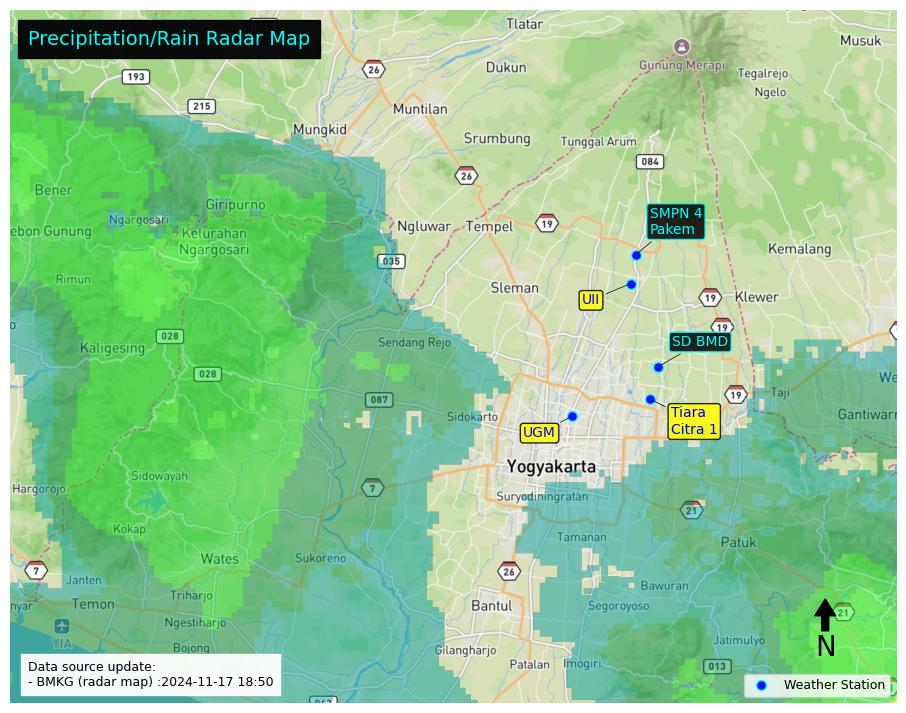 Precipitation/Rain Radar Map
Tlatar
Musuk
26
Gunung Merapi
193
Dukun
Tegalrejo
Ngelo
215
Muntilan
Mungkid
Srumbung
Tunggal Arum
084
26
Bener
Giripurno
SMPN 4
Pakem
Ngargosari
Ngluwar
Tempel
19
ebon Gunung
Kelurahan
Ngargosari
Kemalang
035
Rimun
Sleman
UII
19
Klewer
19
028
Sendang Rejo
SD BMD
Kaligesing
028
We
087
19
Taji
Sidokarto
Tiara
Citra 1
Gantiwarn
UGM
Yogyakarta
Sidowayah
Hargorojo
7
Suryodiningratan
21
Kokap
Tamanan
Patuk
Wates
Sukoreno
7
26
Janten
Bawuran
Temon
Triharjo
nyar
Bantul
Segoroyoso
21
Ngestiharjo
YIA
N
Bojong
Gilangharjo
Jatimulyo
Patalan
Imogiri
013
Data source update:
- BMKG (radar map) :2024-11-17 18:50
Weather Station